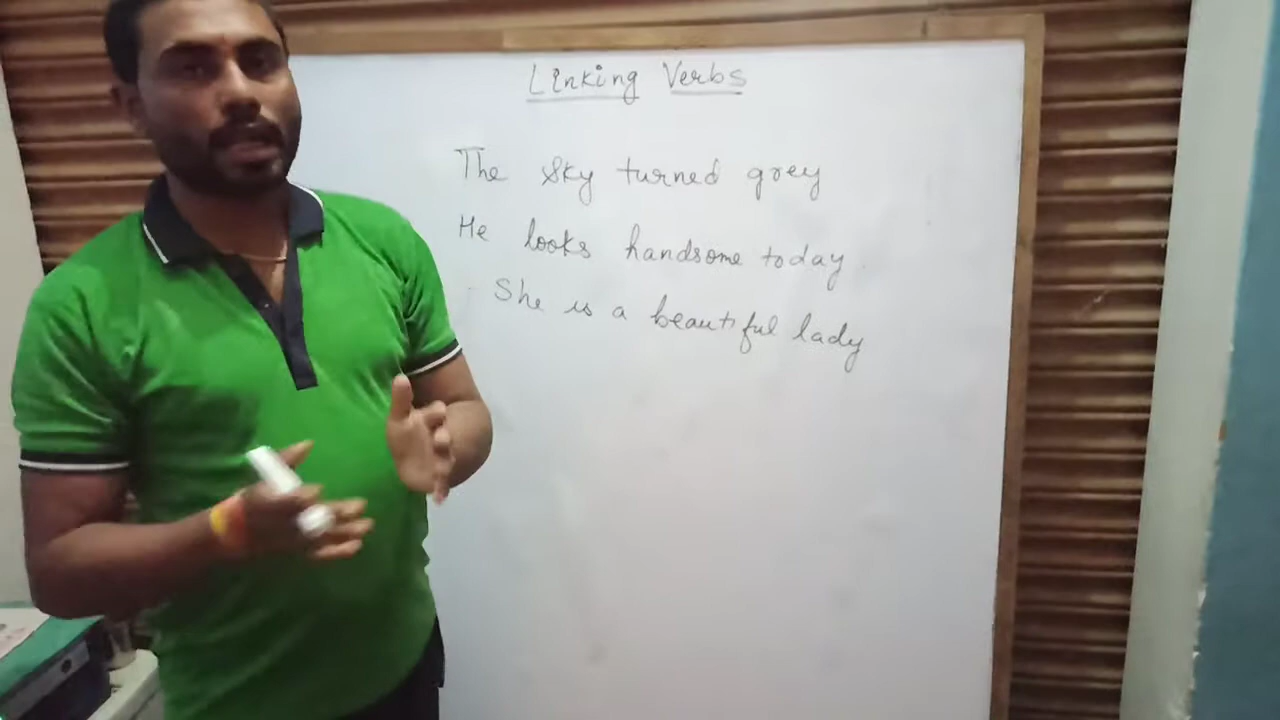 Linking Verbs
The Sky turned grey
He looks handsome today
She is a beautiful lady